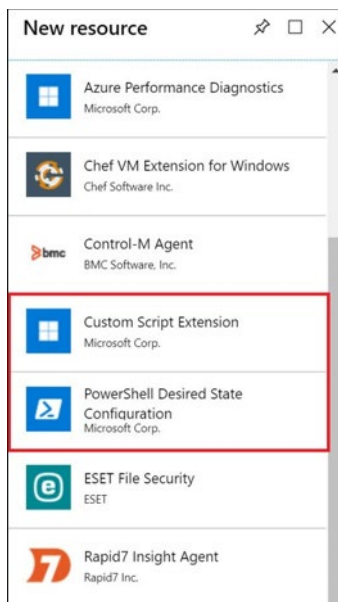 New resource
Azure Performance Diagnostics
Microsoft Corp.
Chef VM Extension for Windows
Chef Software Inc.
bmc
Control-M Agent
BMC Software, Inc.
Custom Script Extension
Microsoft Corp.
PowerShell Desired State
Configuration
Microsoft Corp.
e
ESET File Security
ESET
Rapid7 Insight Agent
Rapid7 Inc.